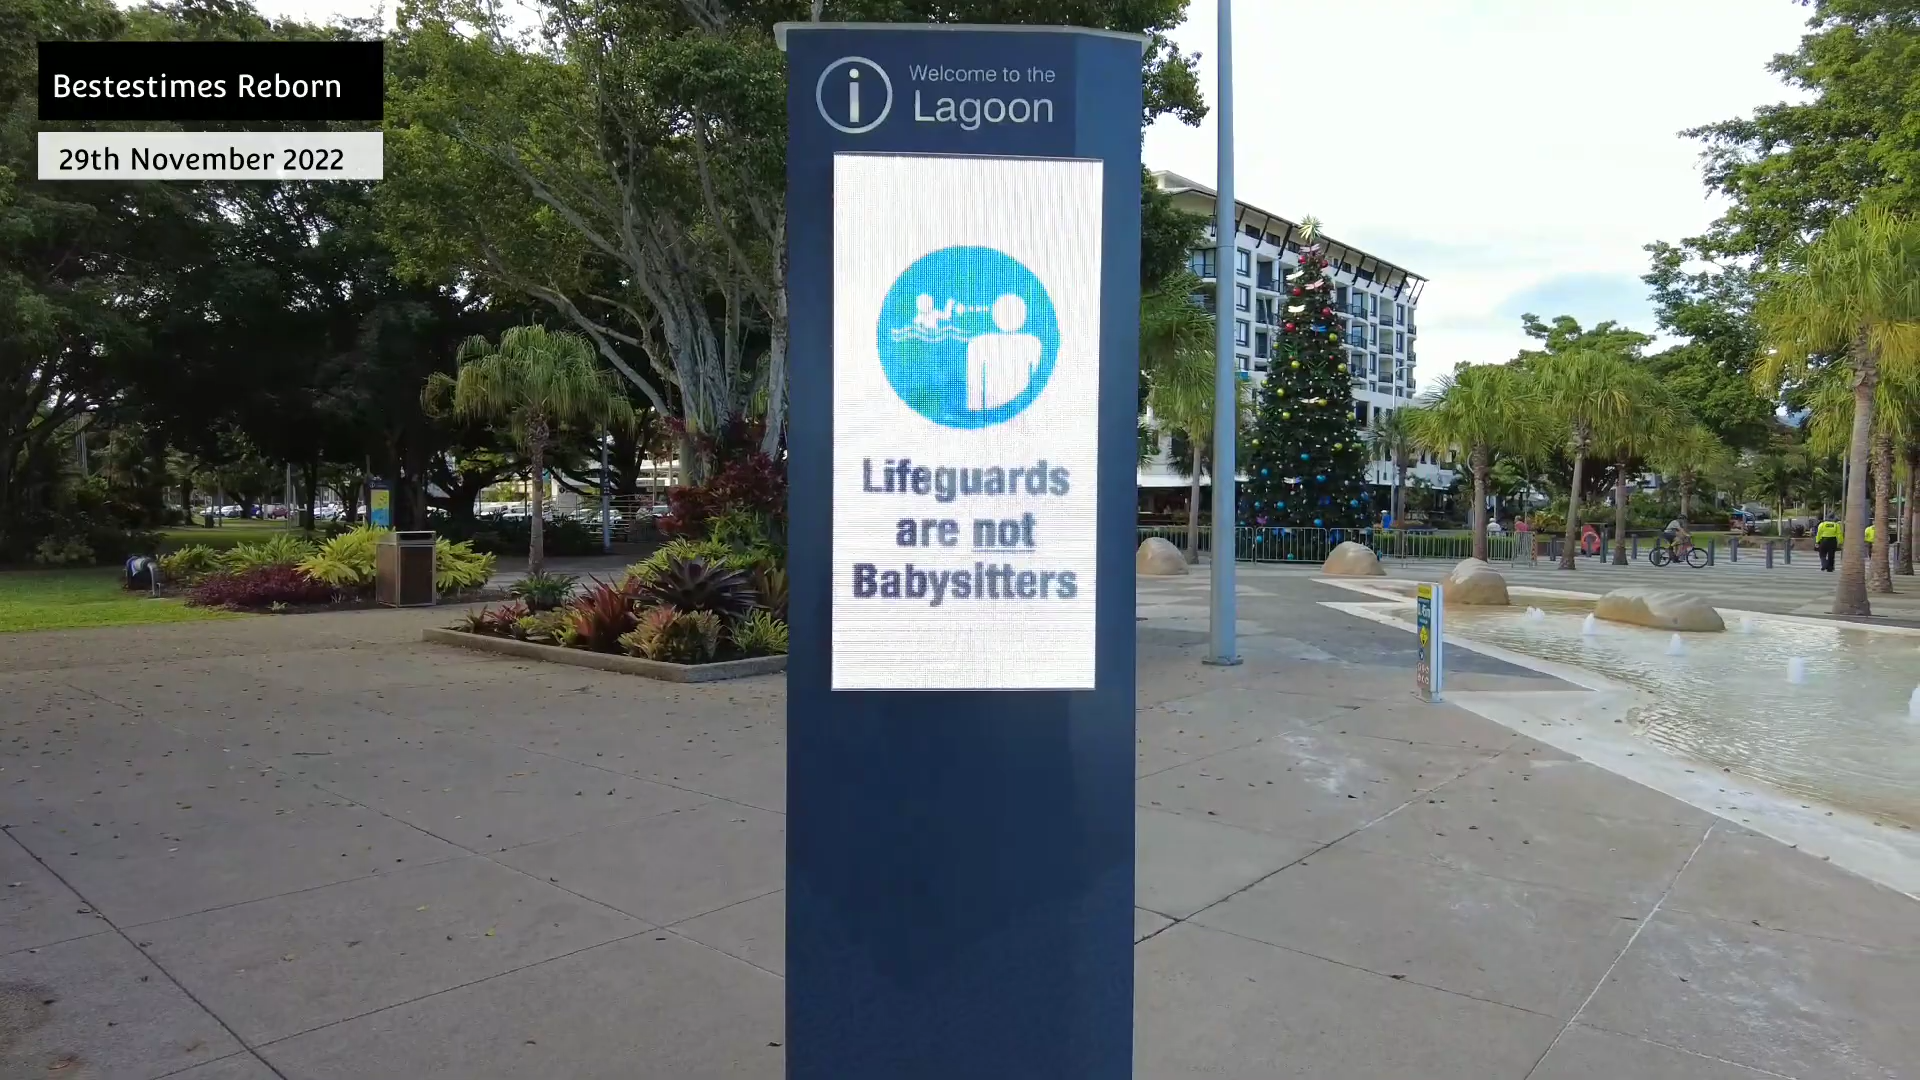 Bestestimes Reborn
29th November 2022
i
Welcome to the
Lagoon
Lifeguards
are not
Babysitters